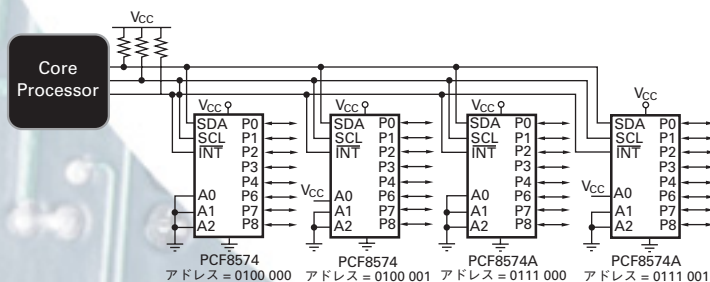 VCC
Core
Processor
VCC
SDA P0
SCL P1
INT P2
P3
P4
A0 P6
A1 P7
A2 P8
PCF8574
アドレス = 0100 000
VCC
SDA P0
SCL P1
INT P2
P3
P4
VCC A0 P6
A1 P7
A2 P8
PCF8574
アドレス = 0100 001
VCC
SDA P0
SCL P1
INT P2
P3
P4
A0 P6
A1 P7
A2 P8
PCF8574A
アドレス = 0111 000
VCC
SDA P0
SCL P1
INT P2
P3
P4
VCC A0 P6
A1 P7
A2 P8
PCF8574A
アドレス = 0111 001